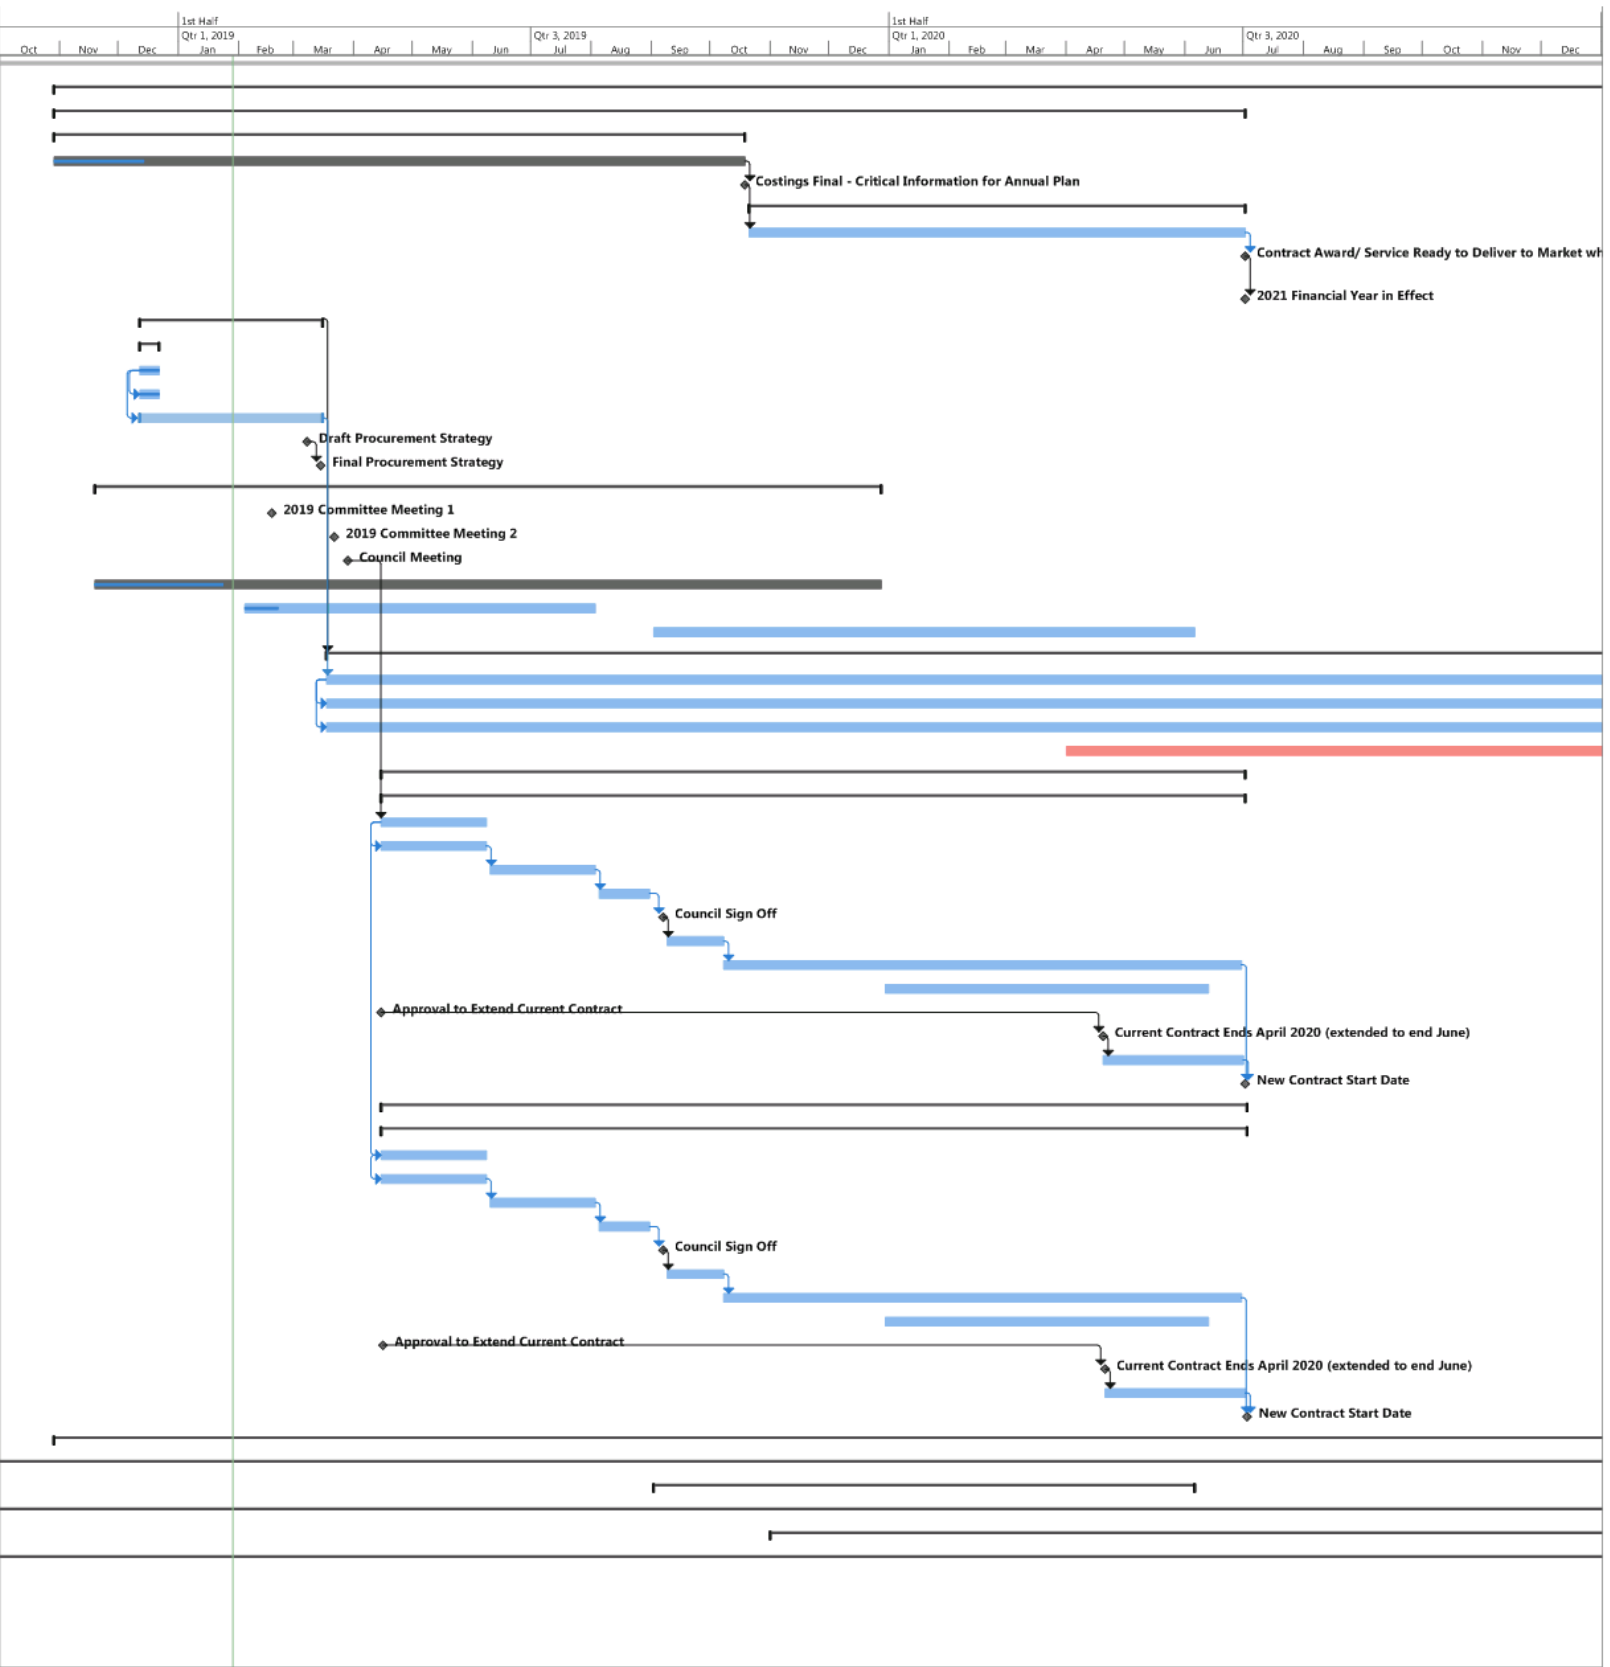 1st Half 1st Half
Qtr 1, 2019 Qtr 3, 2019 Qtr 1, 2020 Qtr 3, 2020
Oct Nov Dec Jan Feb Mar Apr May Jun Jul Aug Sep Oct Nov Dec Jan Feb Mar Apr May Jun Jul Aug Sep Oct Nov Dec
Costings Final - Critical Information for Annual Plan
Contract Award/ Service Ready to Deliver to Market wh
2021 Financial Year in Effect
Draft Procurement Strategy
Final Procurement Strategy
2019 Committee Meeting 1
2019 Committee Meeting 2
Council Meeting
Council Sign Off
Approval to Extend Current Contract
Current Contract Ends April 2020 (extended to end June)
New Contract Start Date
Council Sign Off
Approval to Extend Current Contract
Current Contract Ends April 2020 (extended to end June)
New Contract Start Date